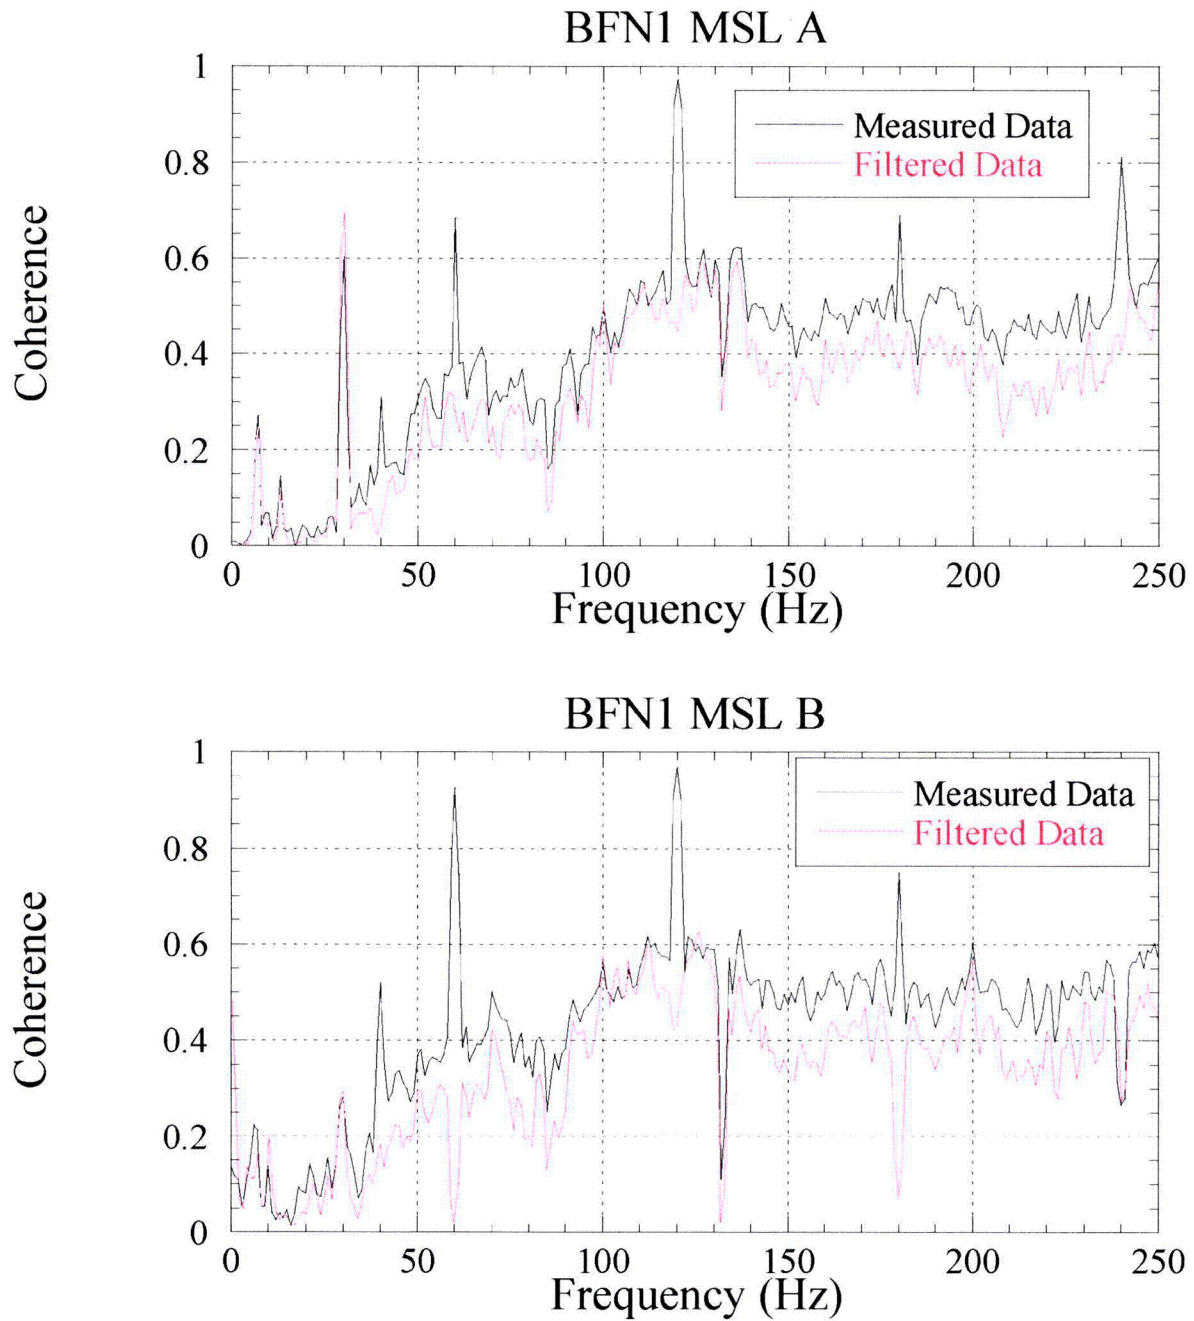 BFN1 MSL A
1
0.8
0.6
0.4
0.2
0
Coherence
Measured Data
Filtered Data
0 50 100 150 200 250
Frequency (Hz)
BFN1 MSL B
1
0.8
0.6
0.4
0.2
0
Coherence
Measured Data
Filtered Data
0 50 100 150 200 250
Frequency (Hz)